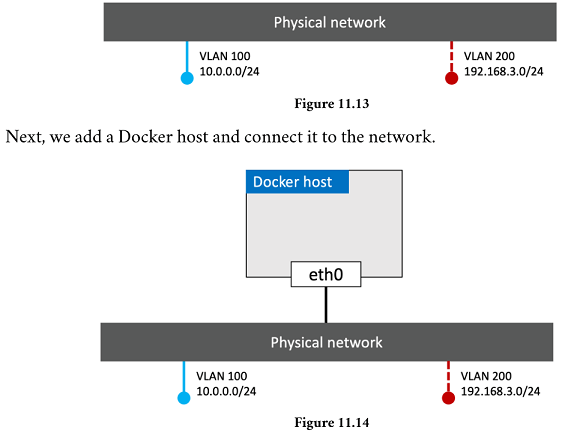 Physical network
VLAN 100
10.0.0.0/24
VLAN 200
192.168.3.0/24
Figure 11.13
Next, we add a Docker host and connect it to the network.
Docker host
eth0
Physical network
VLAN 100
10.0.0.0/24
VLAN 200
192.168.3.0/24
Figure 11.14